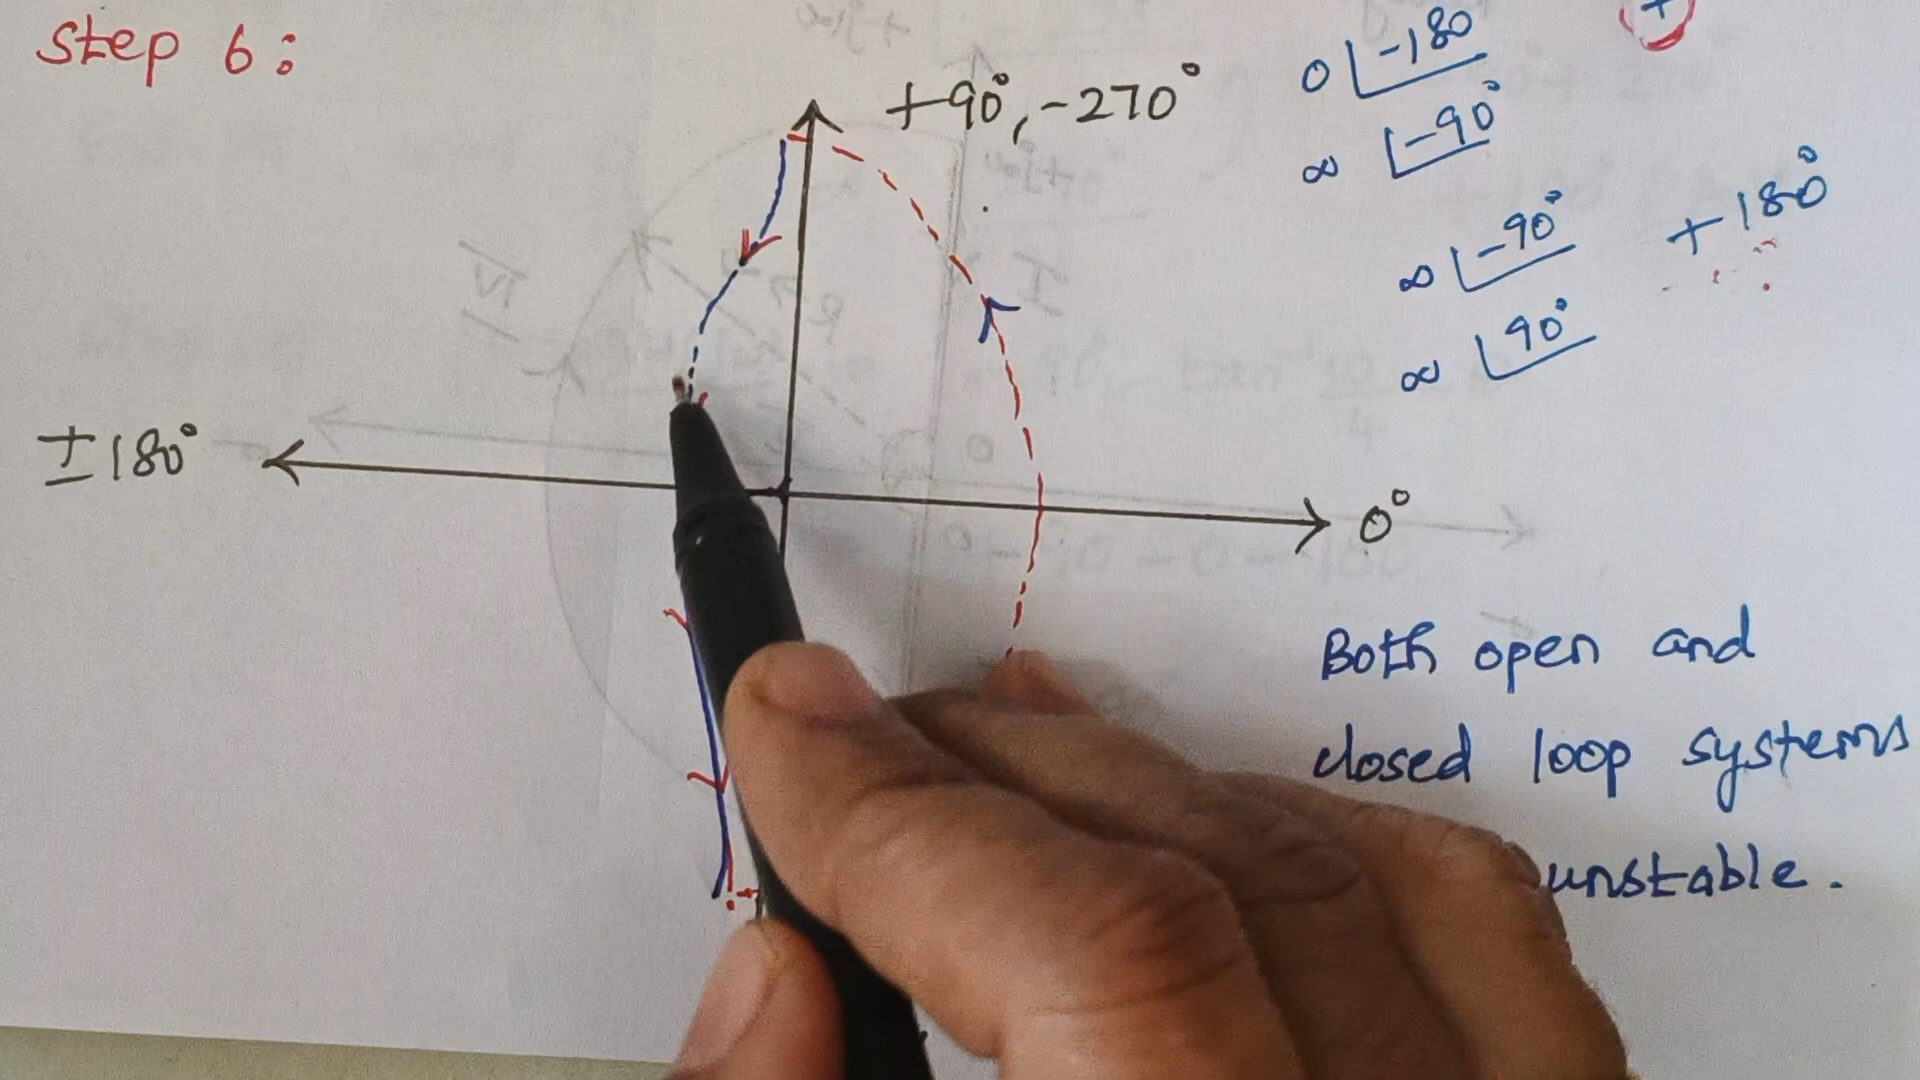 Step 6:
+90°, -270°
0 ∠-180
∞ ∠-90°
∞ ∠-90° +180°
∞ ∠90°
±180°
0°
Both open and
closed loop systems
unstable.